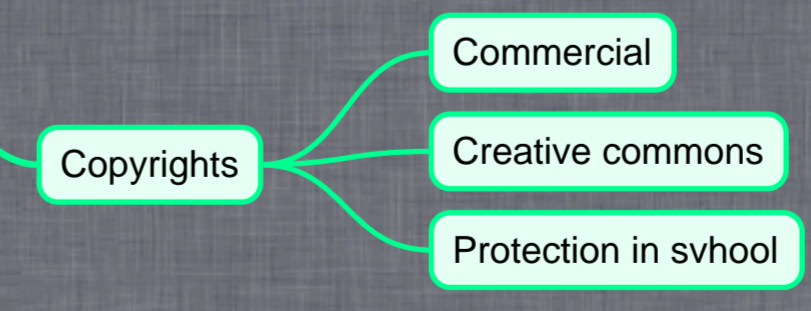 Commercial
Copyrights
Creative commons
Protection in svhool